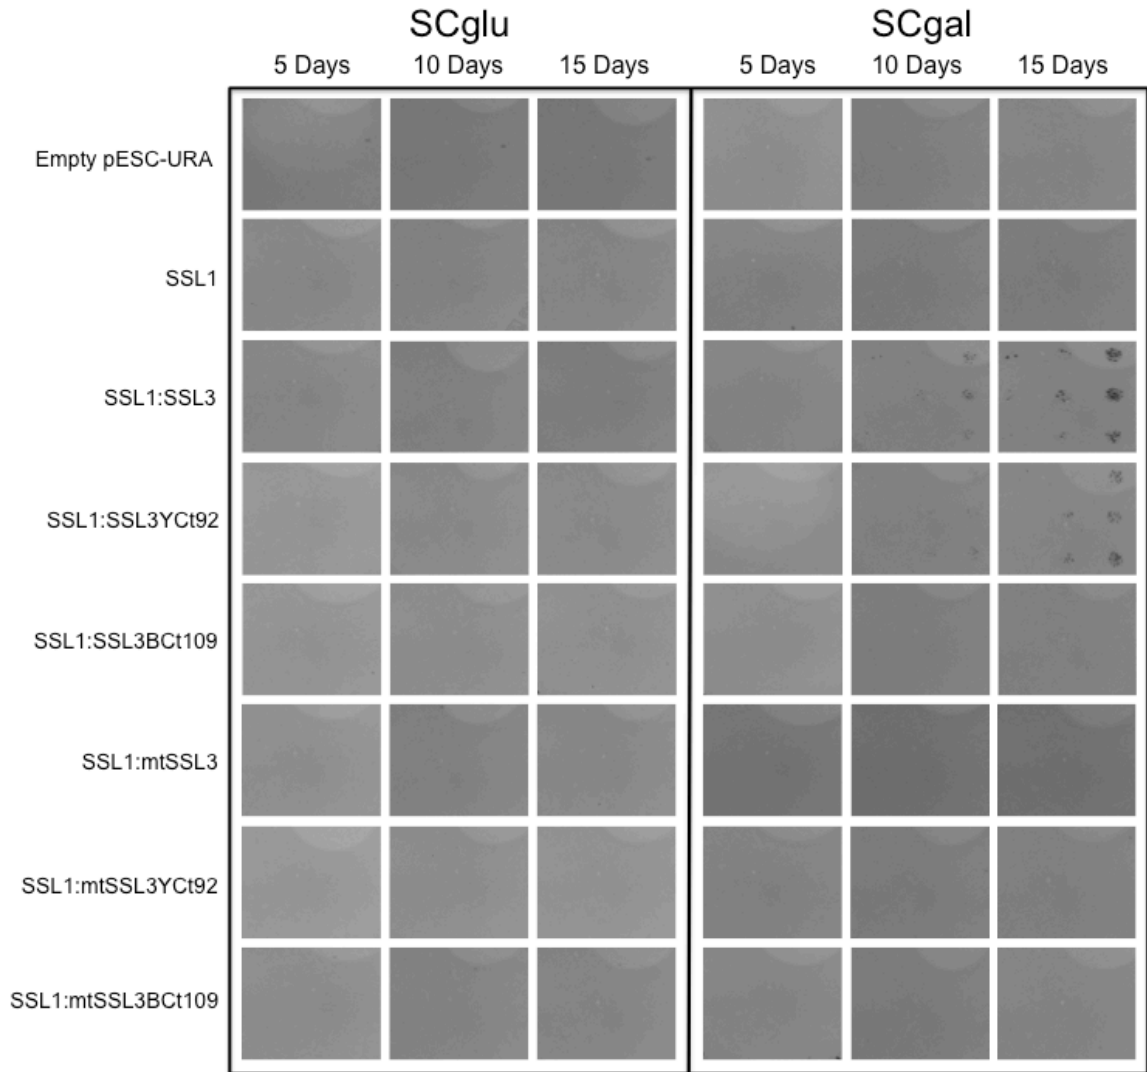 SCglu SCgal
5 Days 10 Days 15 Days 5 Days 10 Days 15 Days
Empty pESC-URA
SSL1
SSL1:SSL3
SSL1:SSL3YCt92
SSL1:SSL3BCt109
SSL1:mtSSL3
SSL1:mtSSL3YCt92
SSL1:mtSSL3BCt109